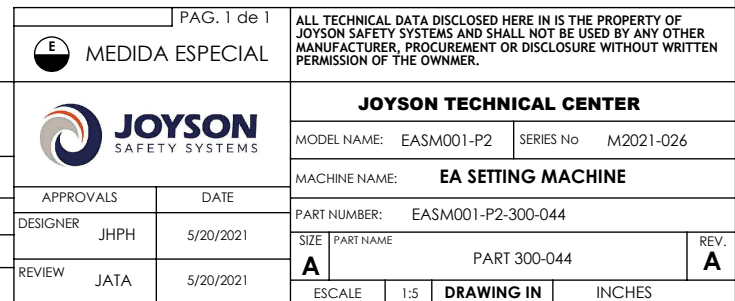 PAG. 1 de 1
E
MEDIDA ESPECIAL
ALL TECHNICAL DATA DISCLOSED HERE IN IS THE PROPERTY OF
JOYSON SAFETY SYSTEMS AND SHALL NOT BE USED BY ANY OTHER
MANUFACTURER, PROCUREMENT OR DISCLOSURE WITHOUT WRITTEN
PERMISSION OF THE OWNMER.
JOYSON
SAFETY SYSTEMS
JOYSON TECHNICAL CENTER
MODEL NAME: EASM001-P2 SERIES No M2021-026
MACHINE NAME: EA SETTING MACHINE
APPROVALS DATE
PART NUMBER: EASM001-P2-300-044
DESIGNER JHPH 5/20/2021
SIZE A PART NAME PART 300-044 REV. A
REVIEW JATA 5/20/2021
ESCALE 1:5 DRAWING IN INCHES